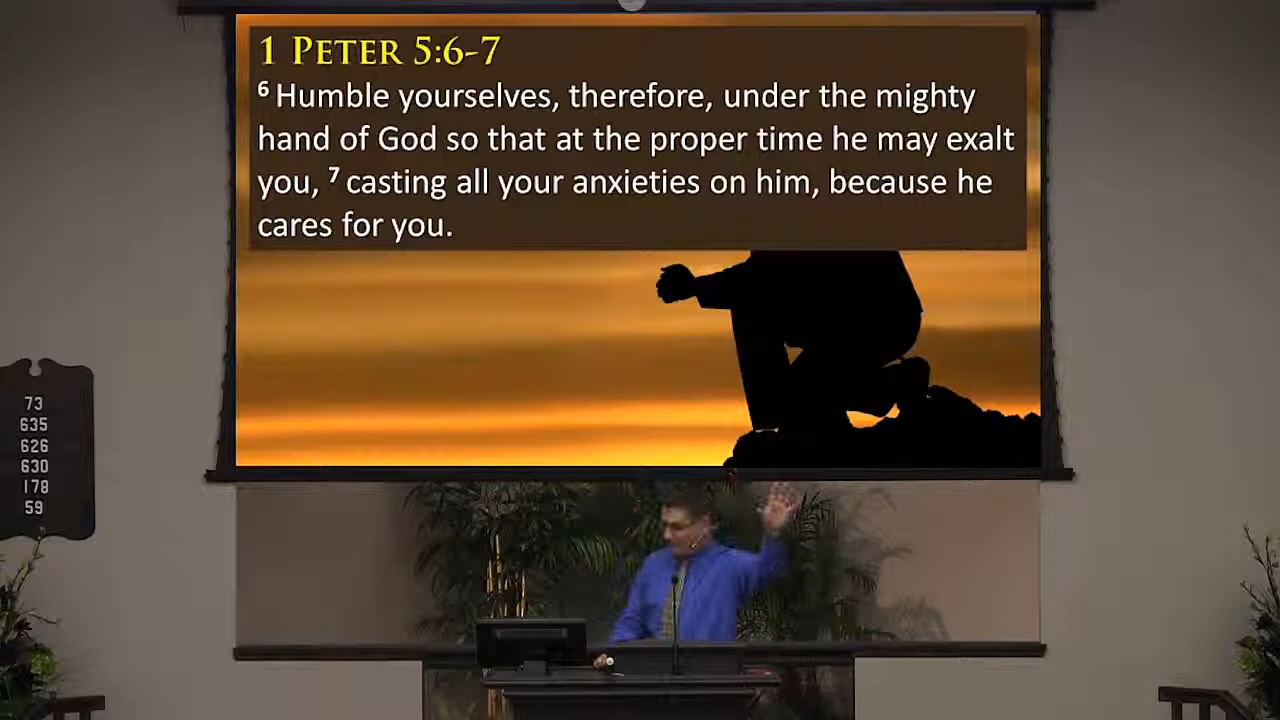 1 PETER 5:6-7
6 Humble yourselves, therefore, under the mighty
hand of God so that at the proper time he may exalt
you, 7 casting all your anxieties on him, because he
cares for you.
73
635
626
630
178
59